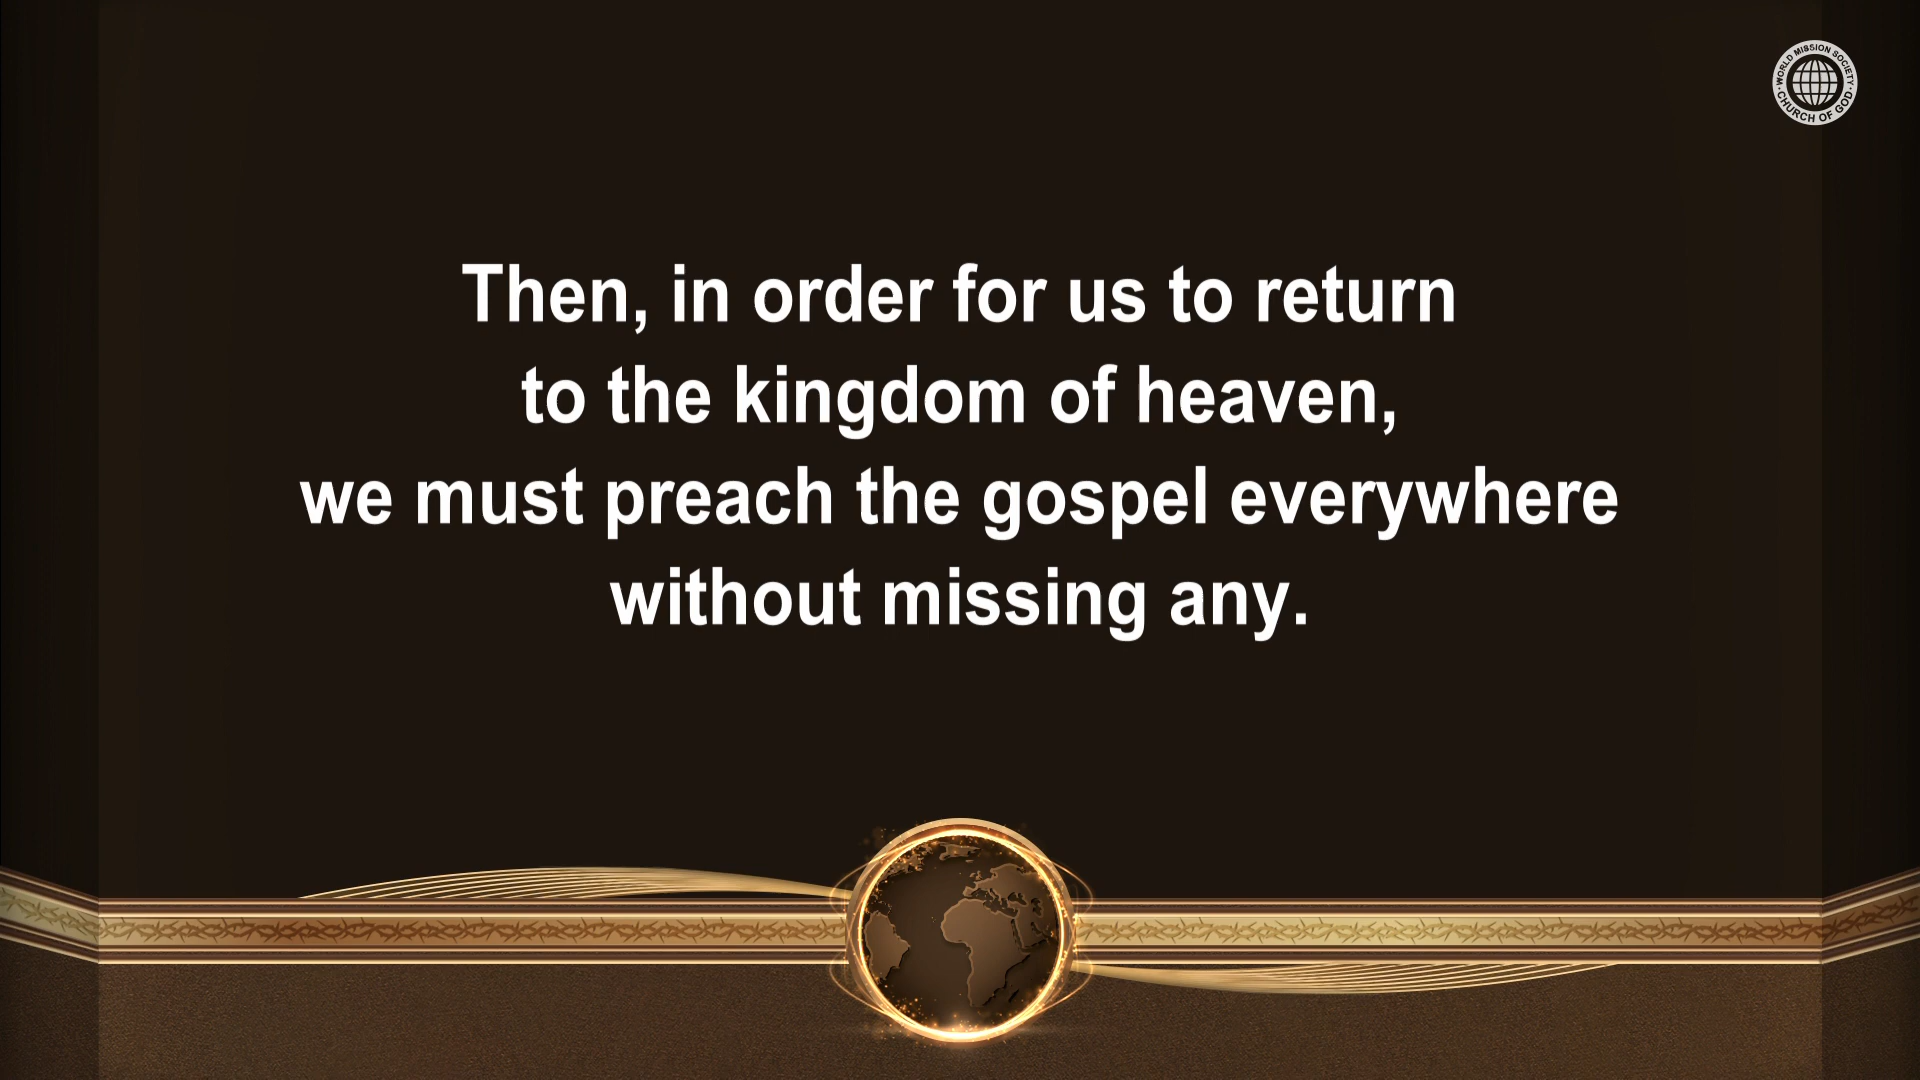 WORLD MISSION SOCIETY
CHURCH OF GOD
Then, in order for us to return
to the kingdom of heaven,
we must preach the gospel everywhere
without missing any.